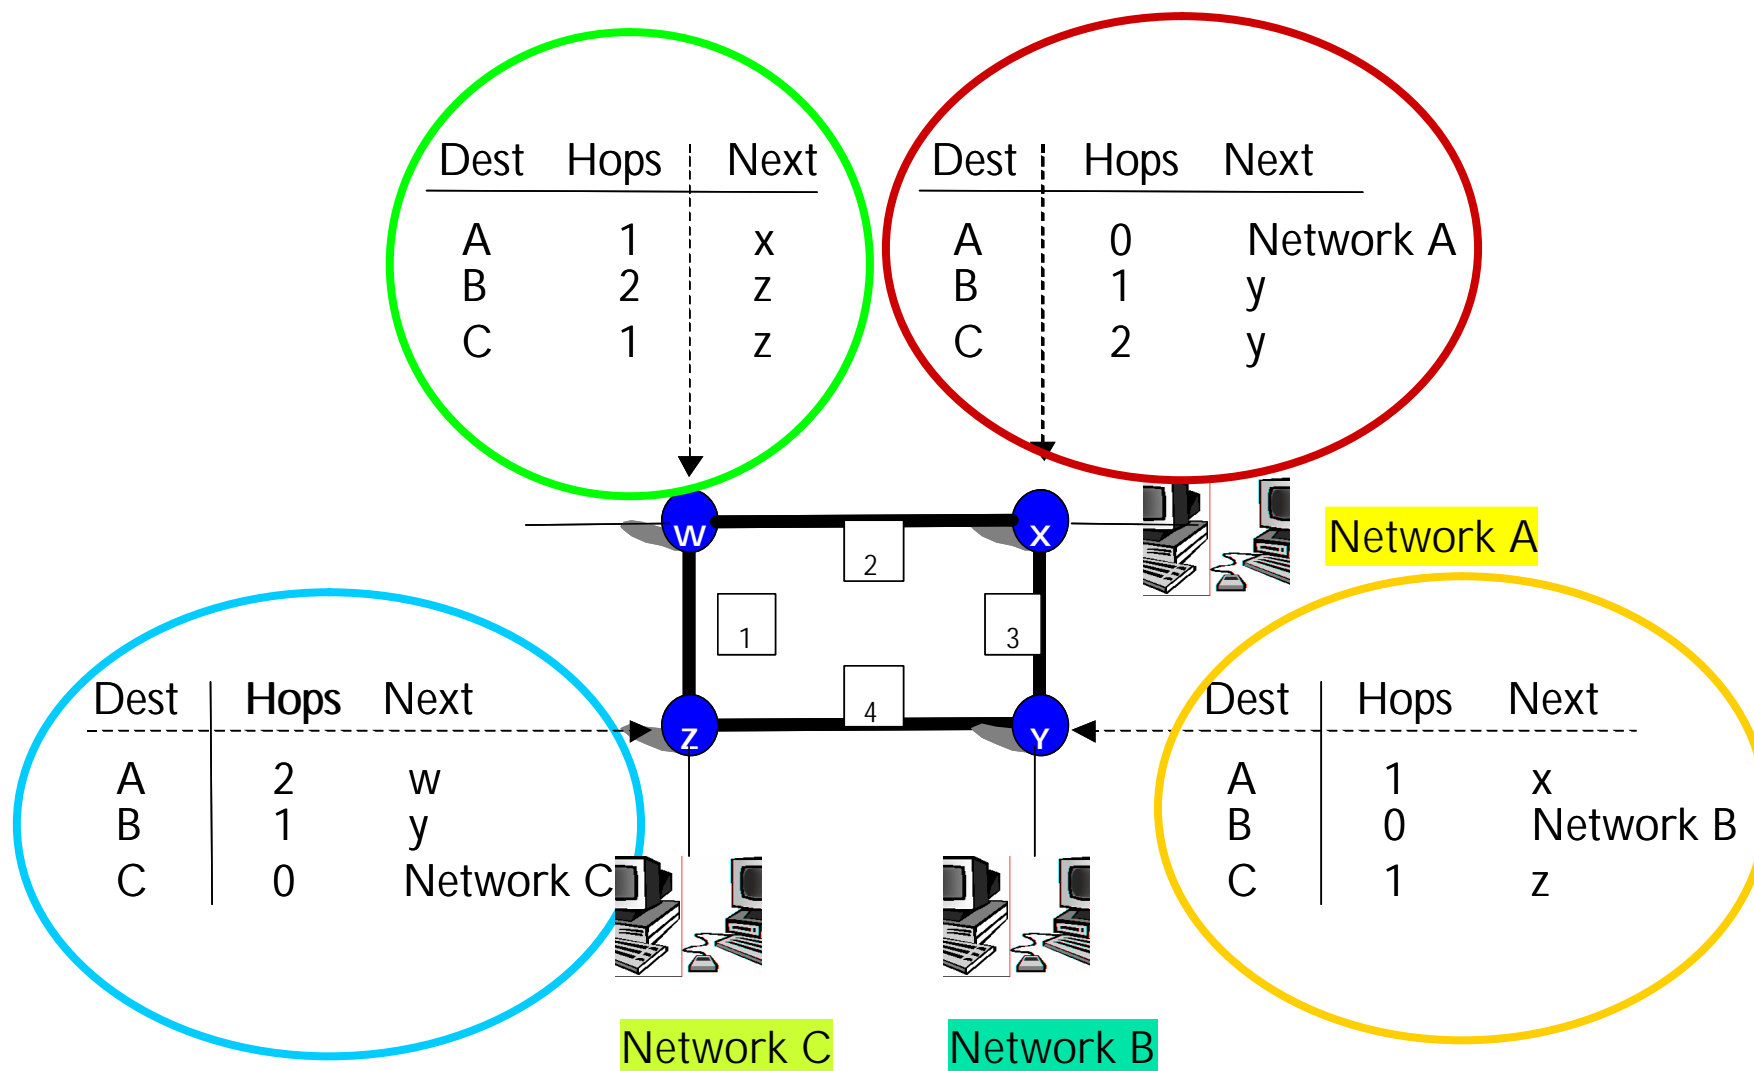 Dest Hops Next
A 1 x
B 2 z
C 1 z
Dest Hops Next
A 0 Network A
B 1 y
C 2 y
W
X
2
Network A
1
3
4
Z
Y
Dest Hops Next
A 2 w
B 1 y
C 0 Network C
Dest Hops Next
A 1 x
B 0 Network B
C 1 z
Network C
Network B